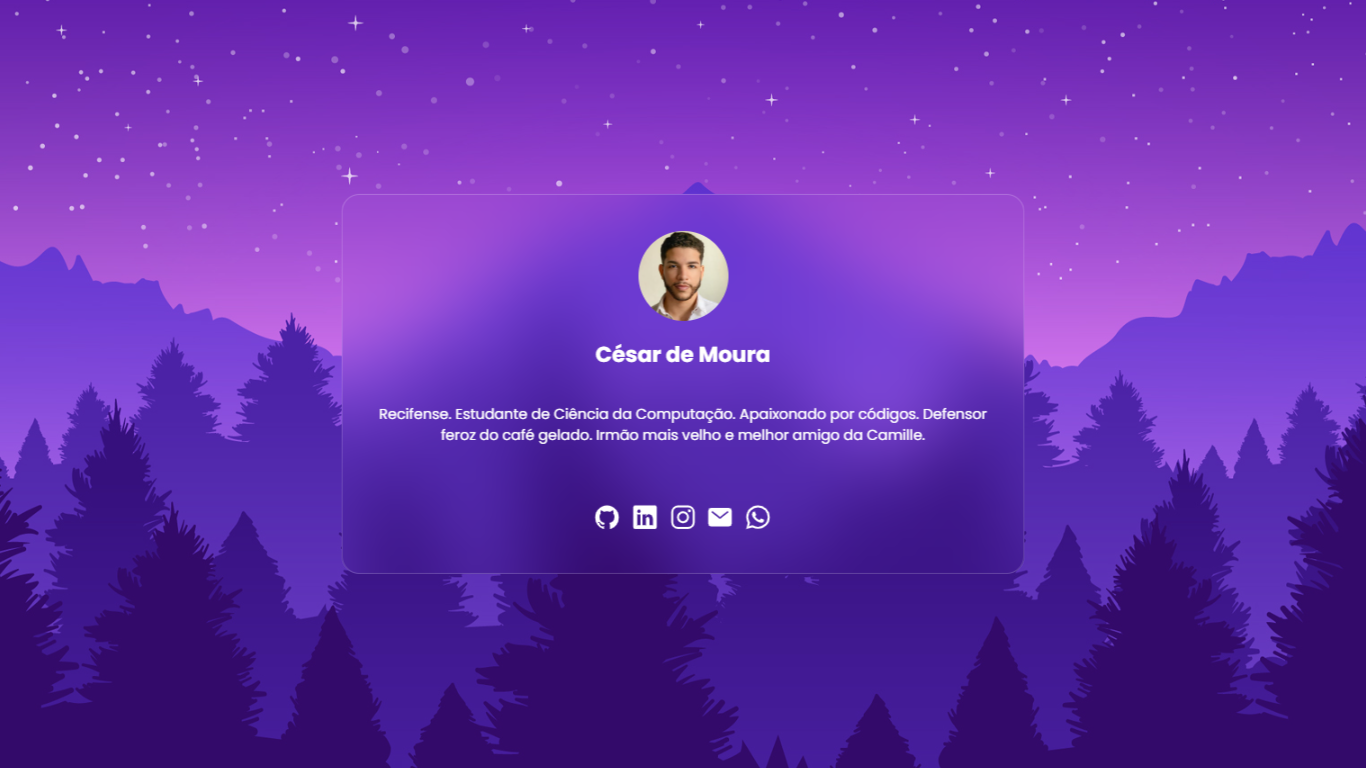 César de Moura
Recifense. Estudante de Ciência da Computação. Apaixonado por códigos. Defensor
feroz do café gelado. Irmão mais velho e melhor amigo da Camille.
in